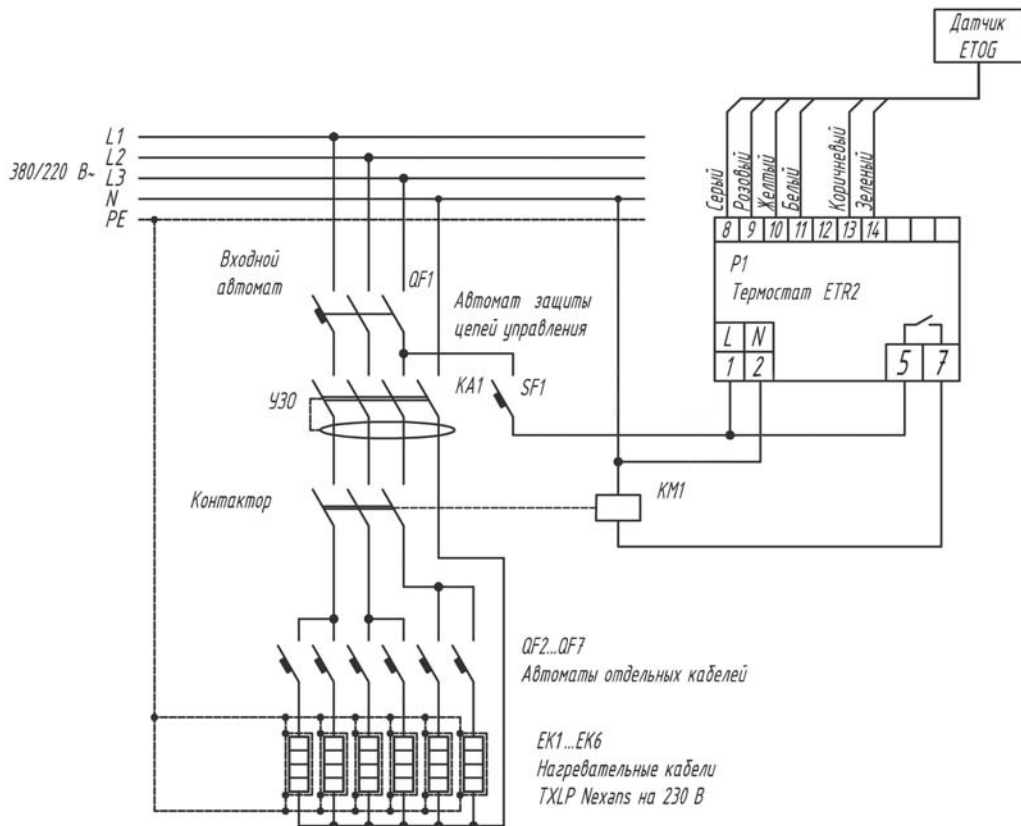 Датчик
ETOG
L1
L2
380/220 В~
L3
N
PE
Серый
Розовый
Желтый
Белый
Коричневый
Зеленый
8 9 10 11 12 13 14
P1
Термостат ETR2
L N
1 2
5 7
Входной
автомат
QF1
Автомат защиты
цепей управления
УЗО
KA1
SF1
Контактор
KM1
QF2...QF7
Автоматы отдельных кабелей
EK1...EK6
Нагревательные кабели
TXLP Nexans на 230 В